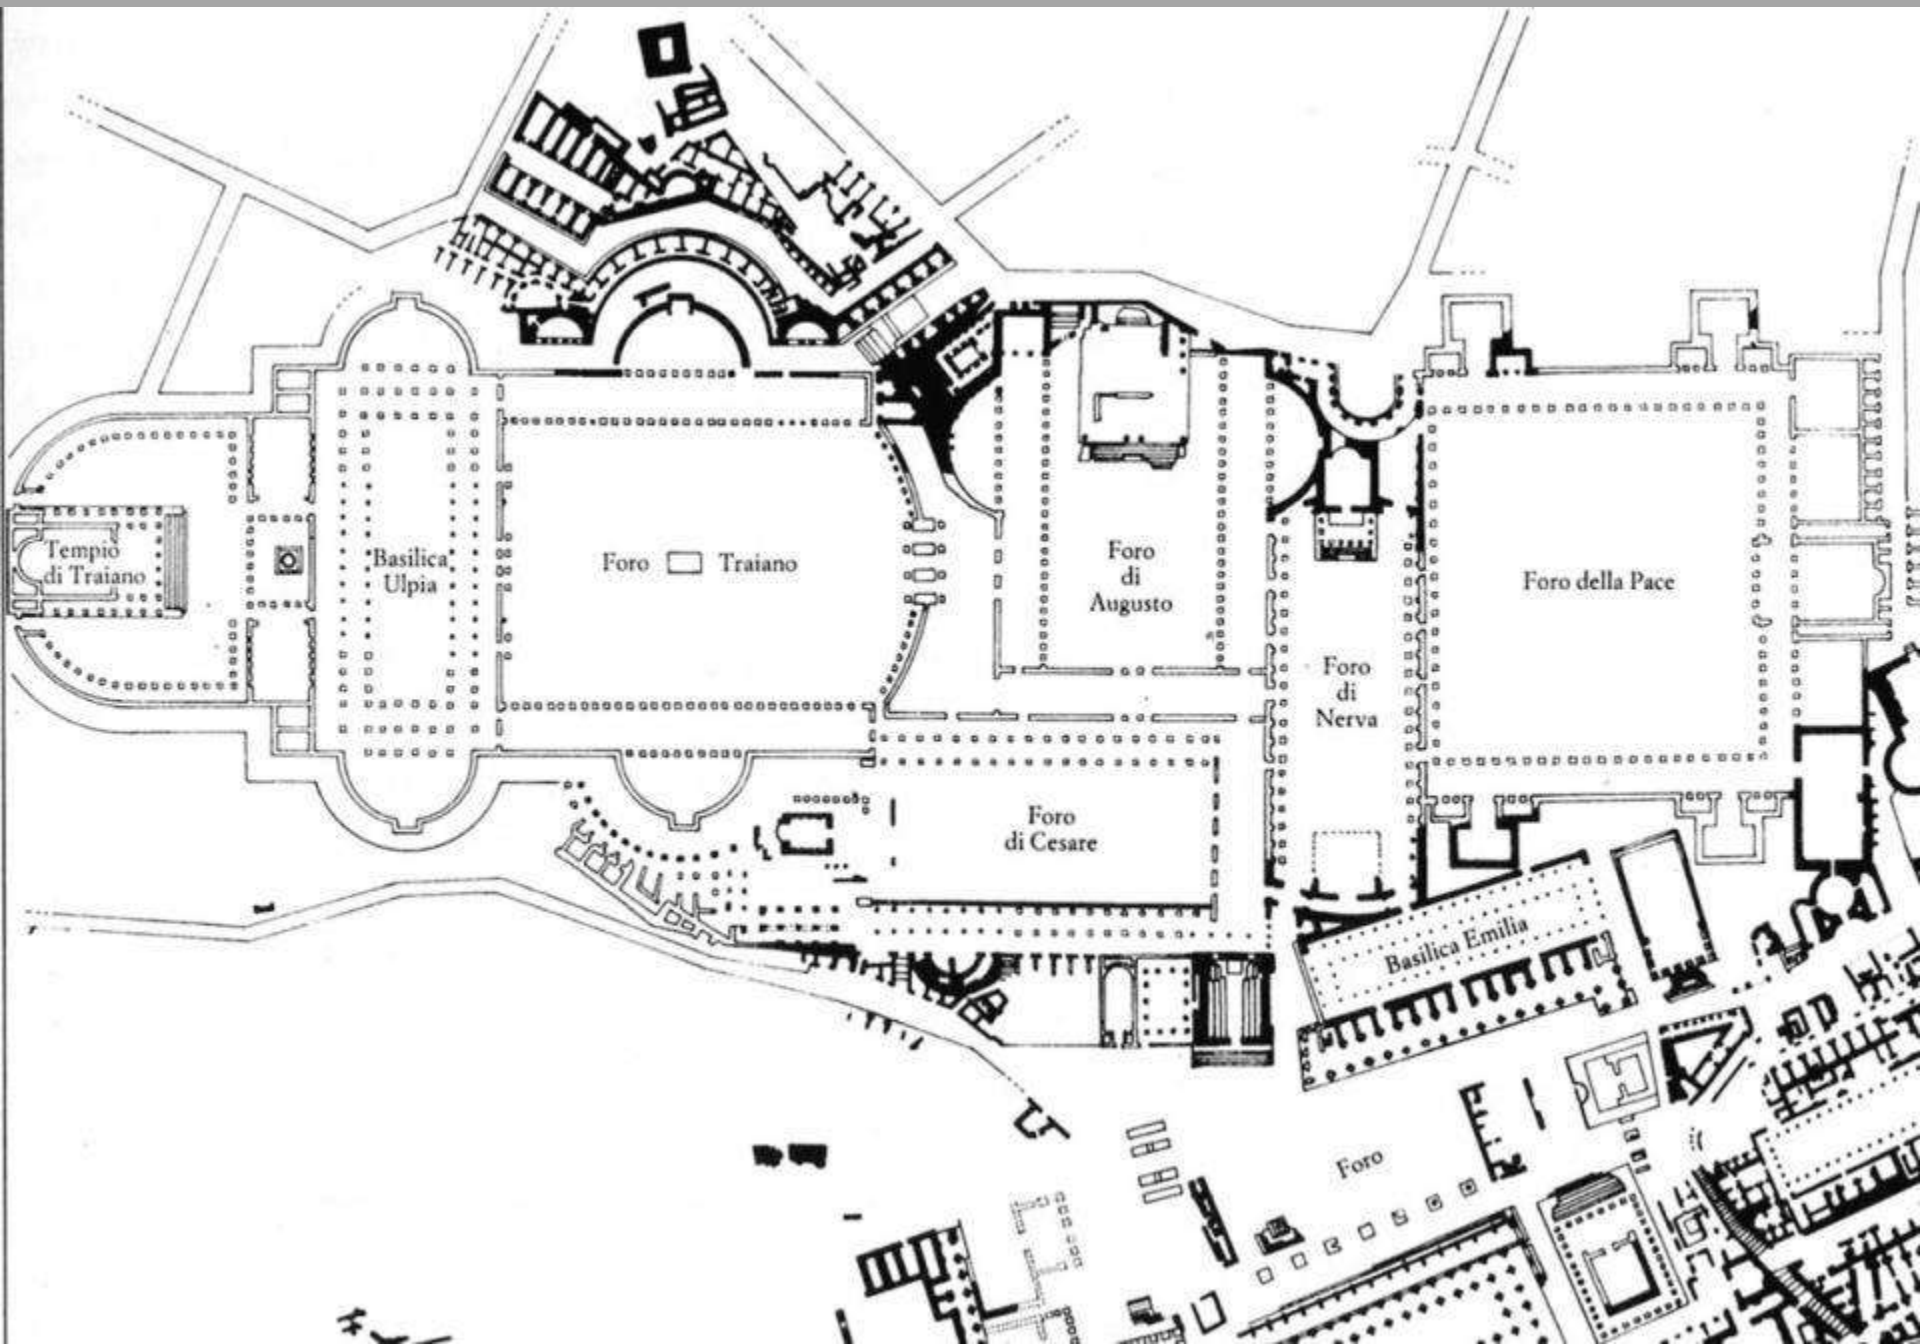 Tempio
di Traiano
Basilica
Ulpia
Foro Traiano
Foro
di
Augusto
Foro
di
Nerva
Foro della Pace
Foro
di Cesare
Basilica Emilia
Foro